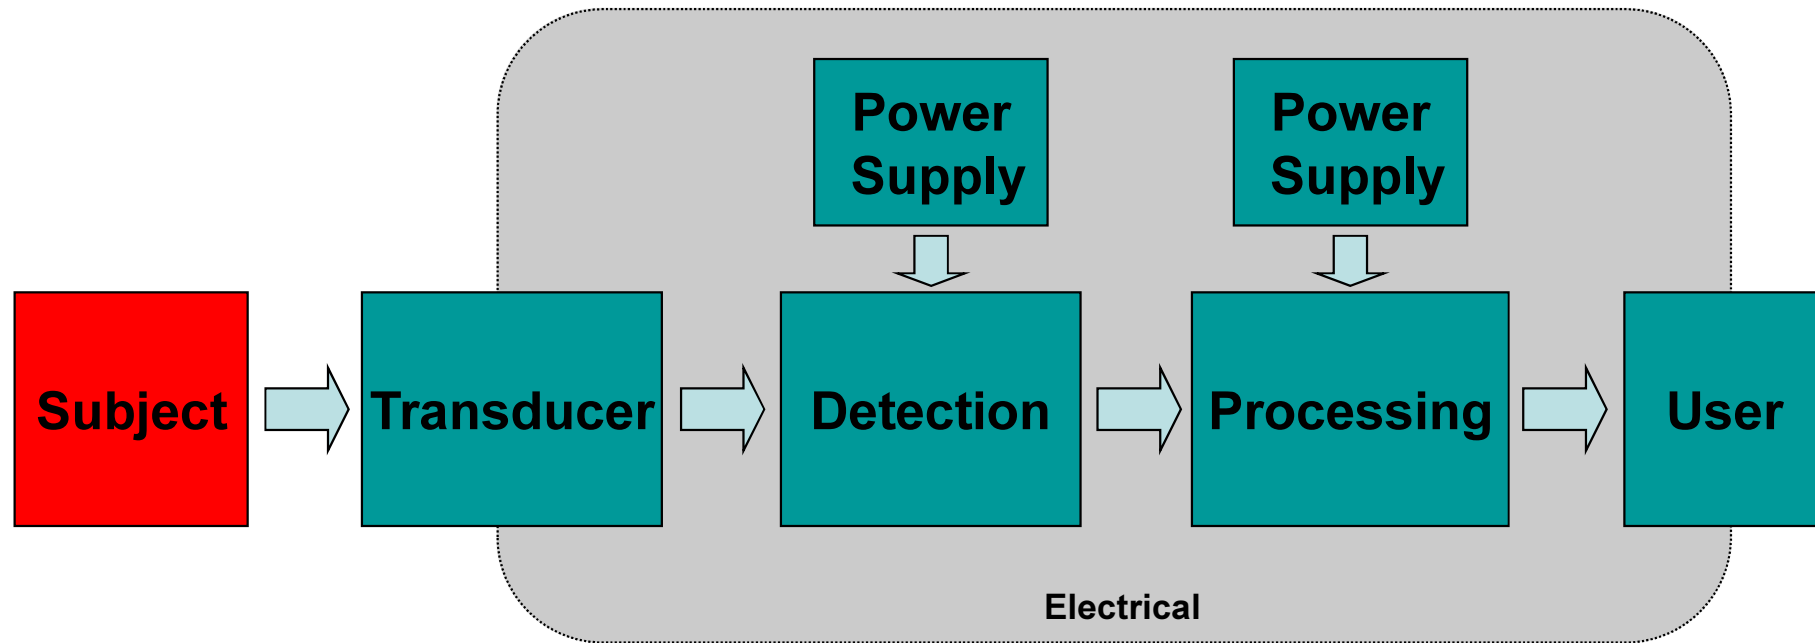 Power
Supply
Power
Supply
Subject
Transducer
Detection
Processing
User
Electrical